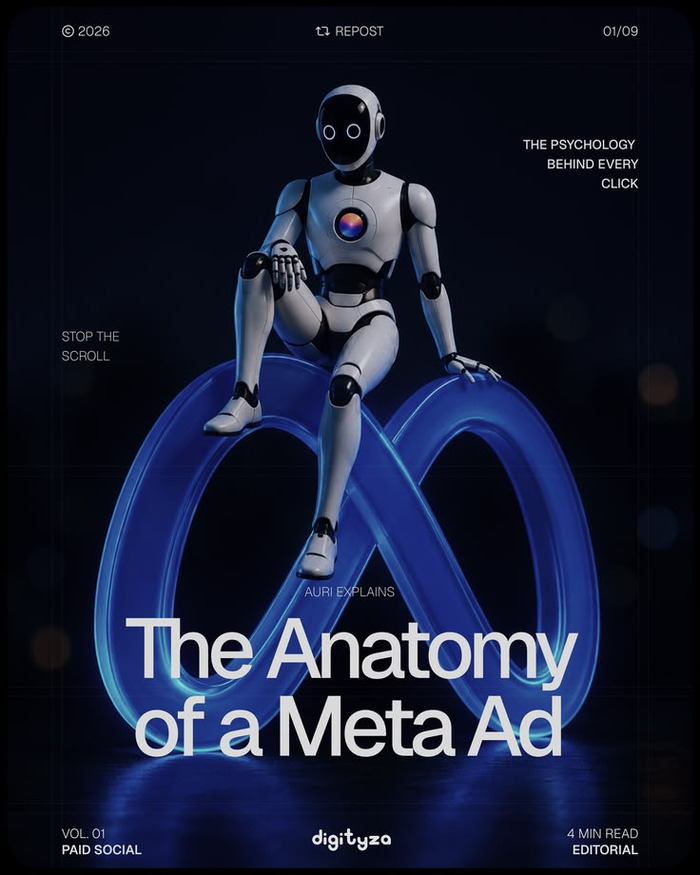 © 2026
REPOST
01/09
THE PSYCHOLOGY
BEHIND EVERY
CLICK
STOP THE
SCROLL
AURI EXPLAINS
The Anatomy
of a Meta Ad
VOL. 01
PAID SOCIAL
digityza
4 MIN READ
EDITORIAL